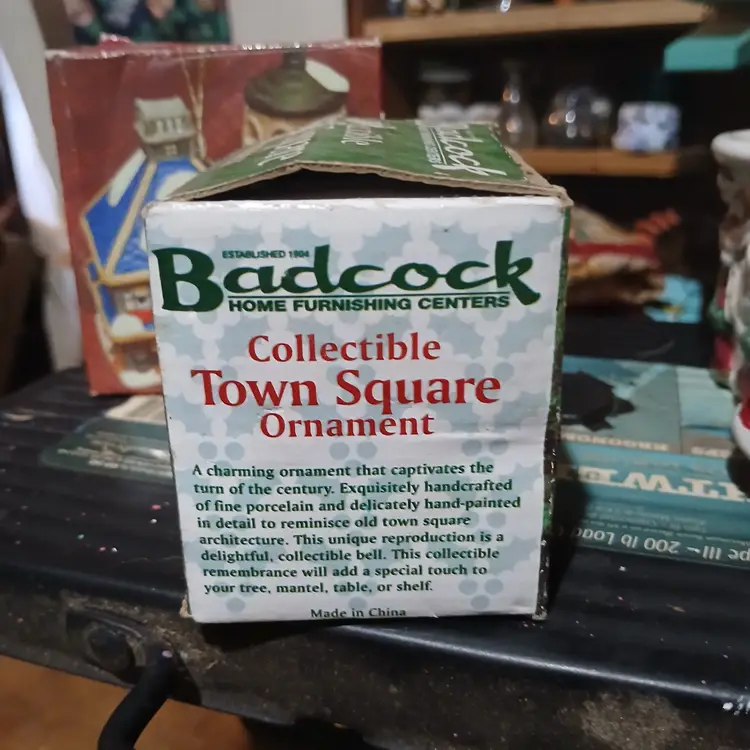 ESTABLISHED 1904
Badcock
HOME FURNISHING CENTERS
Collectible
Town Square
Ornament
A charming ornament that captivates the
turn of the century. Exquisitely handcrafted
of fine porcelain and delicately hand-painted
in detail to reminisce old town square
architecture. This unique reproduction is a
delightful, collectible bell. This collectible
remembrance will add a special touch to
your tree, mantel, table, or shelf.
Made in China
200 lb